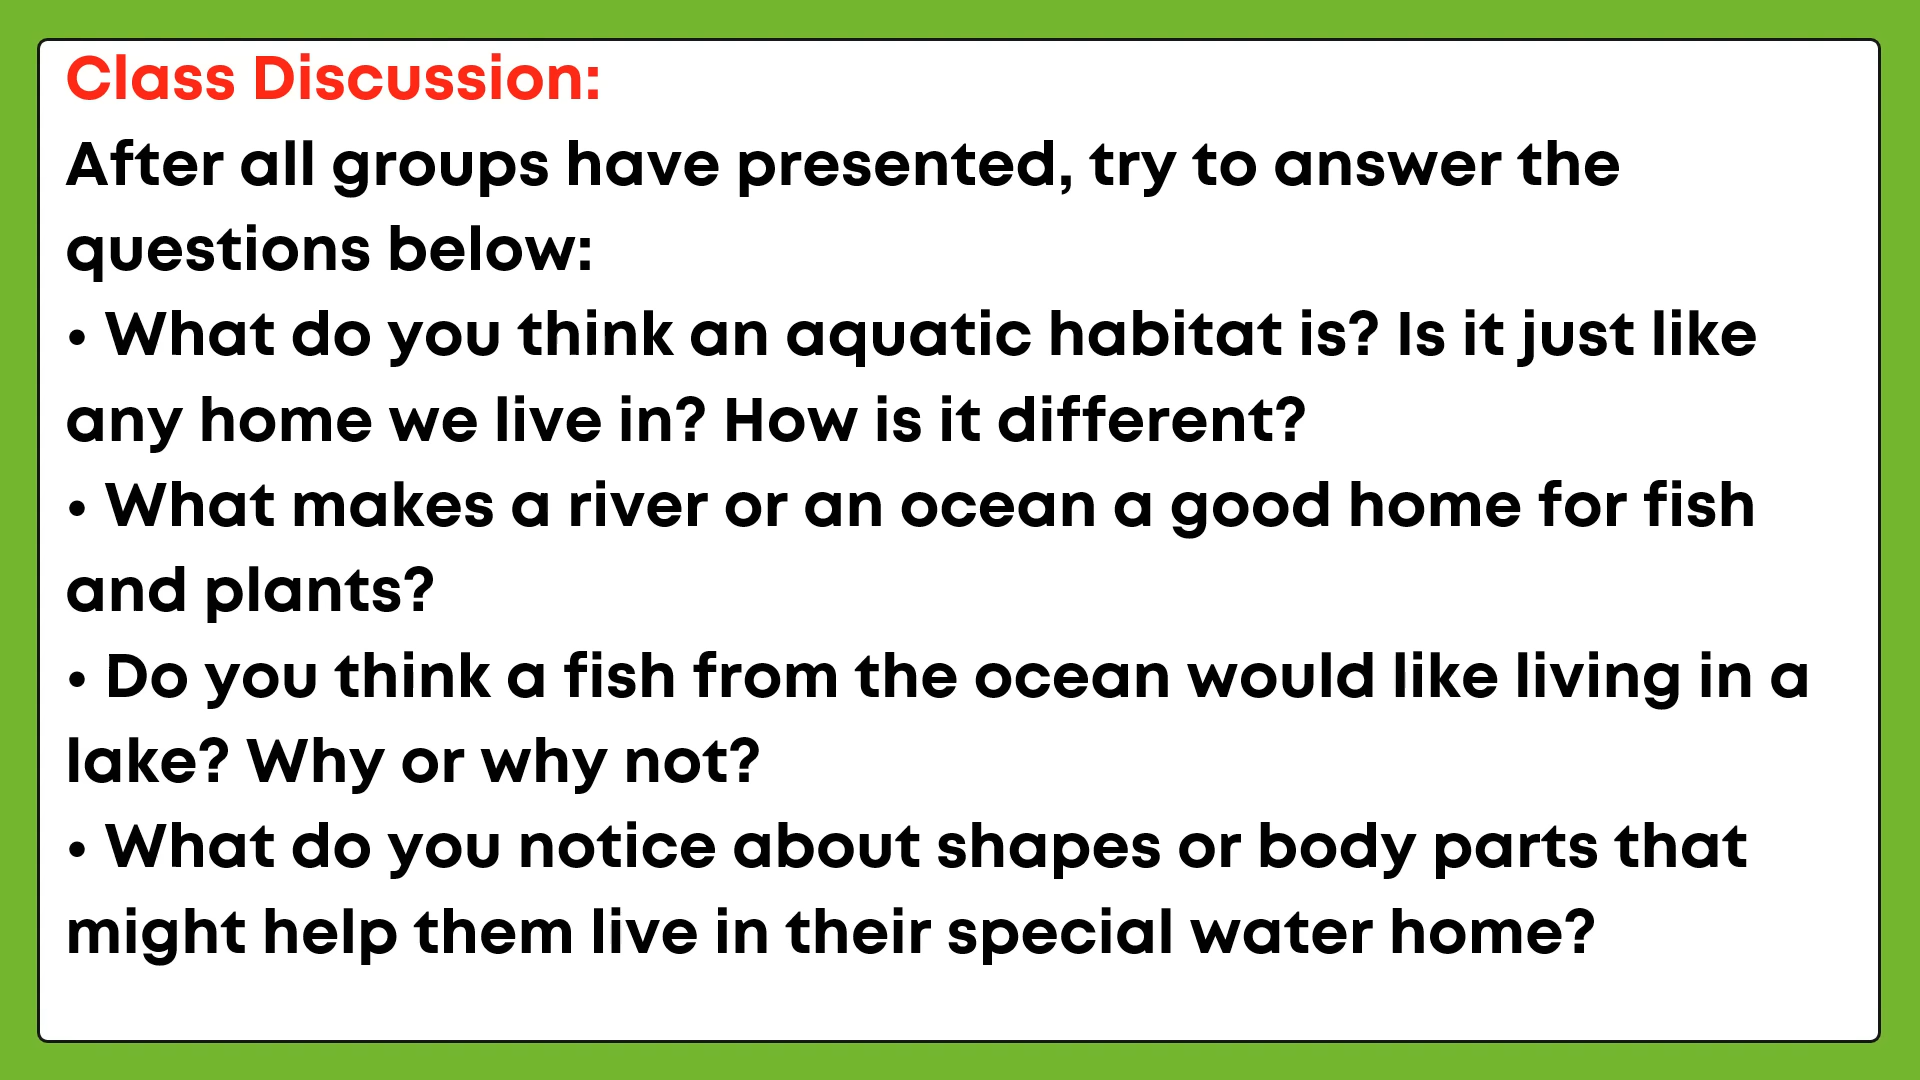 Class Discussion:
After all groups have presented, try to answer the
questions below:
• What do you think an aquatic habitat is? Is it just like
any home we live in? How is it different?
• What makes a river or an ocean a good home for fish
and plants?
• Do you think a fish from the ocean would like living in a
lake? Why or why not?
• What do you notice about shapes or body parts that
might help them live in their special water home?